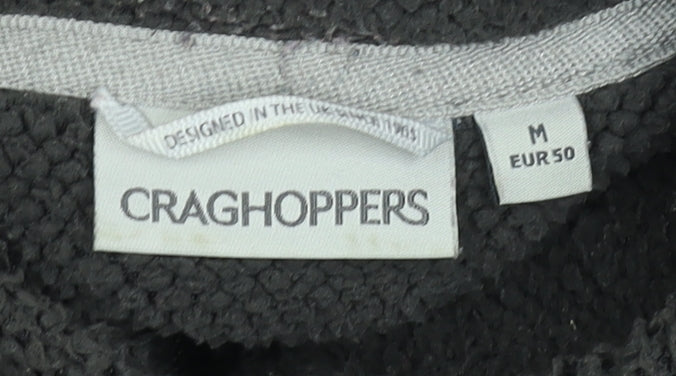 DESIGNED IN THE UK SINCE 1965
CRAGHOPPERS
M
EUR 50